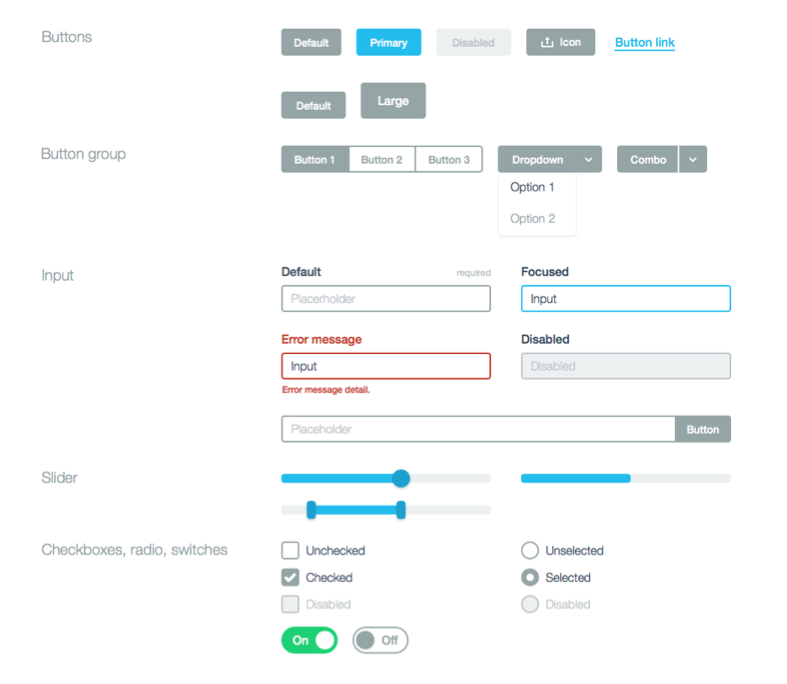 Buttons
Default Primary Disabled Icon Button link
Default Large
Button group
Button 1 Button 2 Button 3 Dropdown Combo
Option 1
Option 2
Input
Default required Focused
Placerholder Input
Error message Disabled
Input Disabled
Error message detail.
Placeholder Button
Slider
Checkboxes, radio, switches
Unchecked Unselected
Checked Selected
Disabled Disabled
On Off